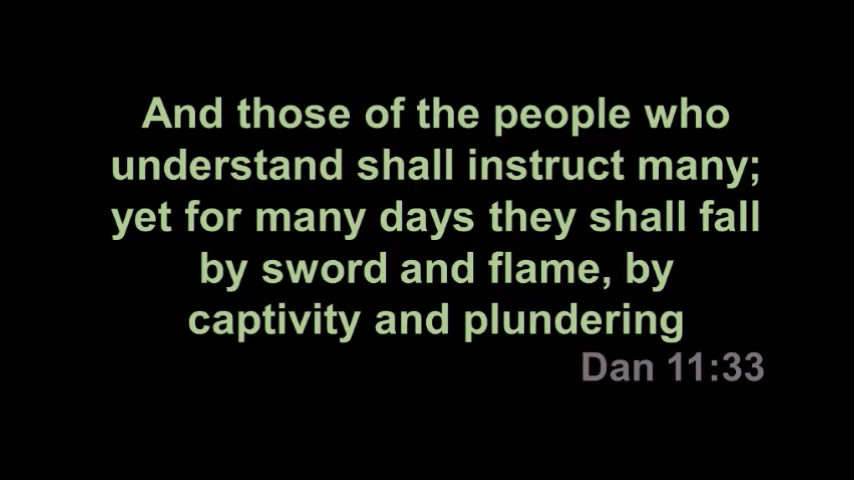 And those of the people who
understand shall instruct many;
yet for many days they shall fall
by sword and flame, by
captivity and plundering
Dan 11:33